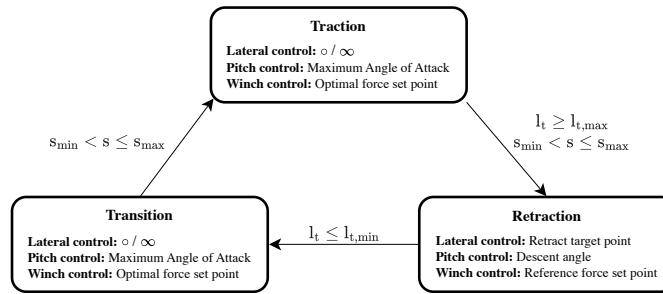 Traction
Lateral control: ○ / ∞
Pitch control: Maximum Angle of Attack
Winch control: Optimal force set point
l_t ≥ l_t,max
s_min < s ≤ s_max
s_min < s ≤ s_max
Transition
Lateral control: ○ / ∞
Pitch control: Maximum Angle of Attack
Winch control: Optimal force set point
l_t ≤ l_t,min
Retraction
Lateral control: Retract target point
Pitch control: Descent angle
Winch control: Reference force set point